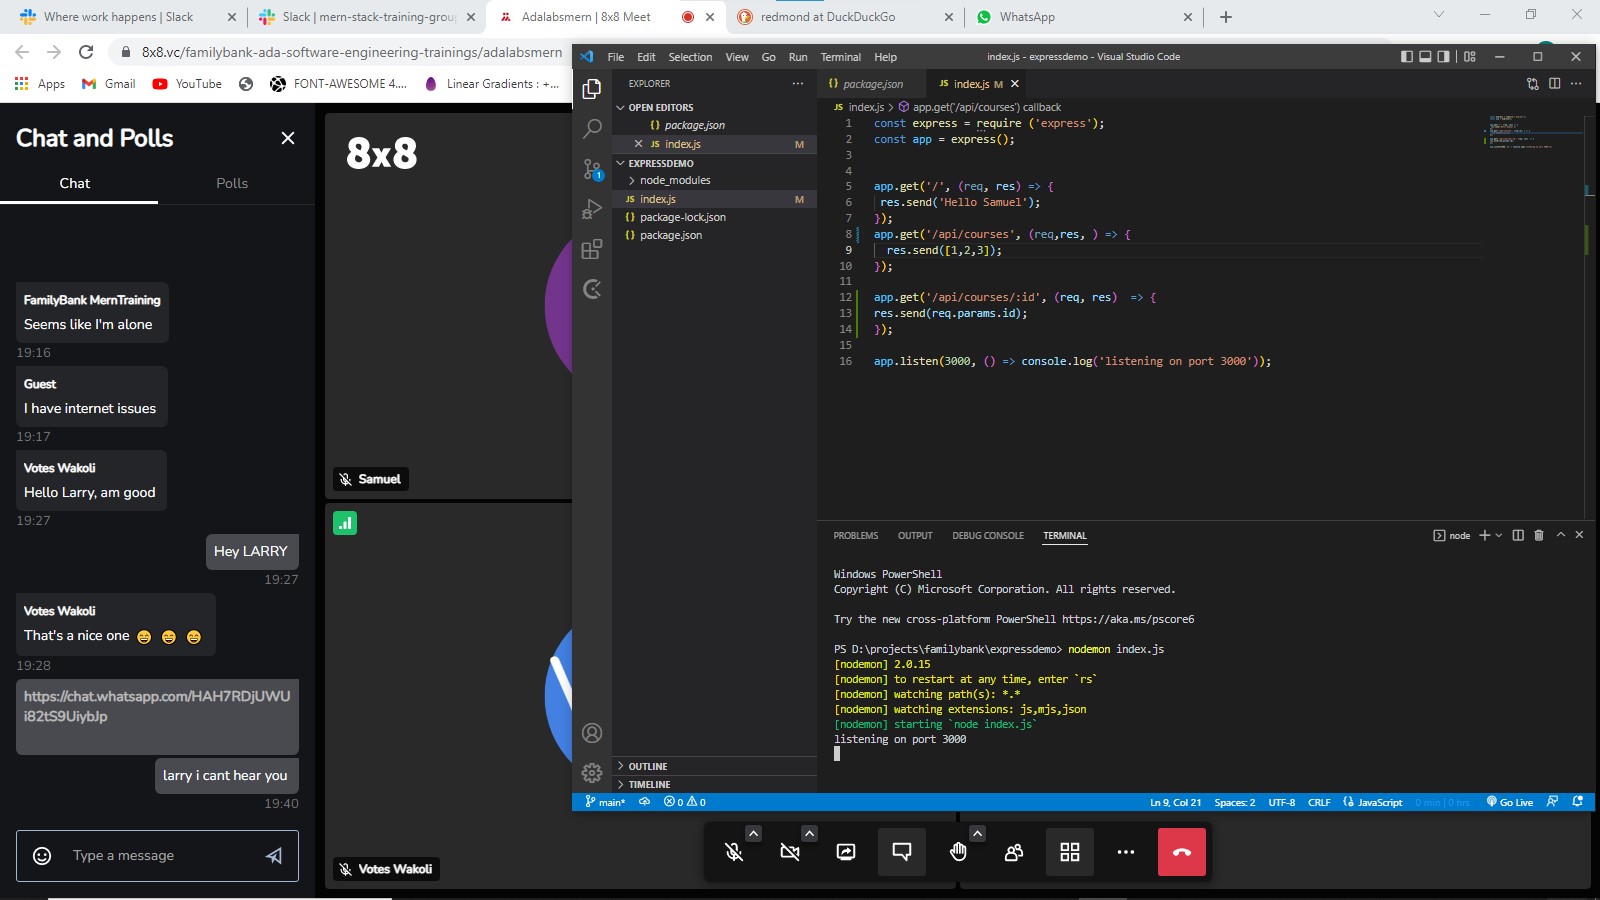 Where work happens | Slack
Slack | mern-stack-training-group
Adalabsmern | 8x8 Meet
redmond at DuckDuckGo
WhatsApp
8x8.vc/familybank-ada-software-engineering-trainings/adalabsmern
Apps
Gmail
YouTube
FONT-AWESOME 4....
Linear Gradients : +...
Chat and Polls
Chat
Polls
FamilyBank MernTraining
Seems like I'm alone
19:16
Guest
I have internet issues
19:17
Votes Wakoli
Hello Larry, am good
19:27
Hey LARRY
19:27
Votes Wakoli
That's a nice one 😄 😄 😄
19:28
https://chat.whatsapp.com/HAH7RDjUWU
i82tS9UiybJp
larry i cant hear you
19:40
Type a message
8x8
Samuel
Votes Wakoli
File Edit Selection View Go Run Terminal Help
index.js - expressdemo - Visual Studio Code
EXPLORER
OPEN EDITORS
package.json
index.js M
EXPRESSDEMO
node_modules
index.js M
package-lock.json
package.json
OUTLINE
TIMELINE
1
package.json
JS index.js M
JS index.js > app.get('/api/courses') callback
1 const express = require ('express');
2 const app = express();
3
4
5 app.get('/', (req, res) => {
6 res.send('Hello Samuel');
7 });
8 app.get('/api/courses', (req,res, ) => {
9 res.send([1,2,3]);
10 });
11
12 app.get('/api/courses/:id', (req, res)  => {
13 res.send(req.params.id);
14 });
15
16 app.listen(3000, () => console.log('listening on port 3000'));
PROBLEMS OUTPUT DEBUG CONSOLE TERMINAL
node
Windows PowerShell
Copyright (C) Microsoft Corporation. All rights reserved.
Try the new cross-platform PowerShell https://aka.ms/pscore6
PS D:\projects\familybank\expressdemo> nodemon index.js
[nodemon] 2.0.15
[nodemon] to restart at any time, enter `rs`
[nodemon] watching path(s): *.*
[nodemon] watching extensions: js,mjs,json
[nodemon] starting `node index.js`
listening on port 3000
main* 0 0
Ln 9, Col 21 Spaces: 2 UTF-8 CRLF JavaScript 0 min | 0 hrs Go Live